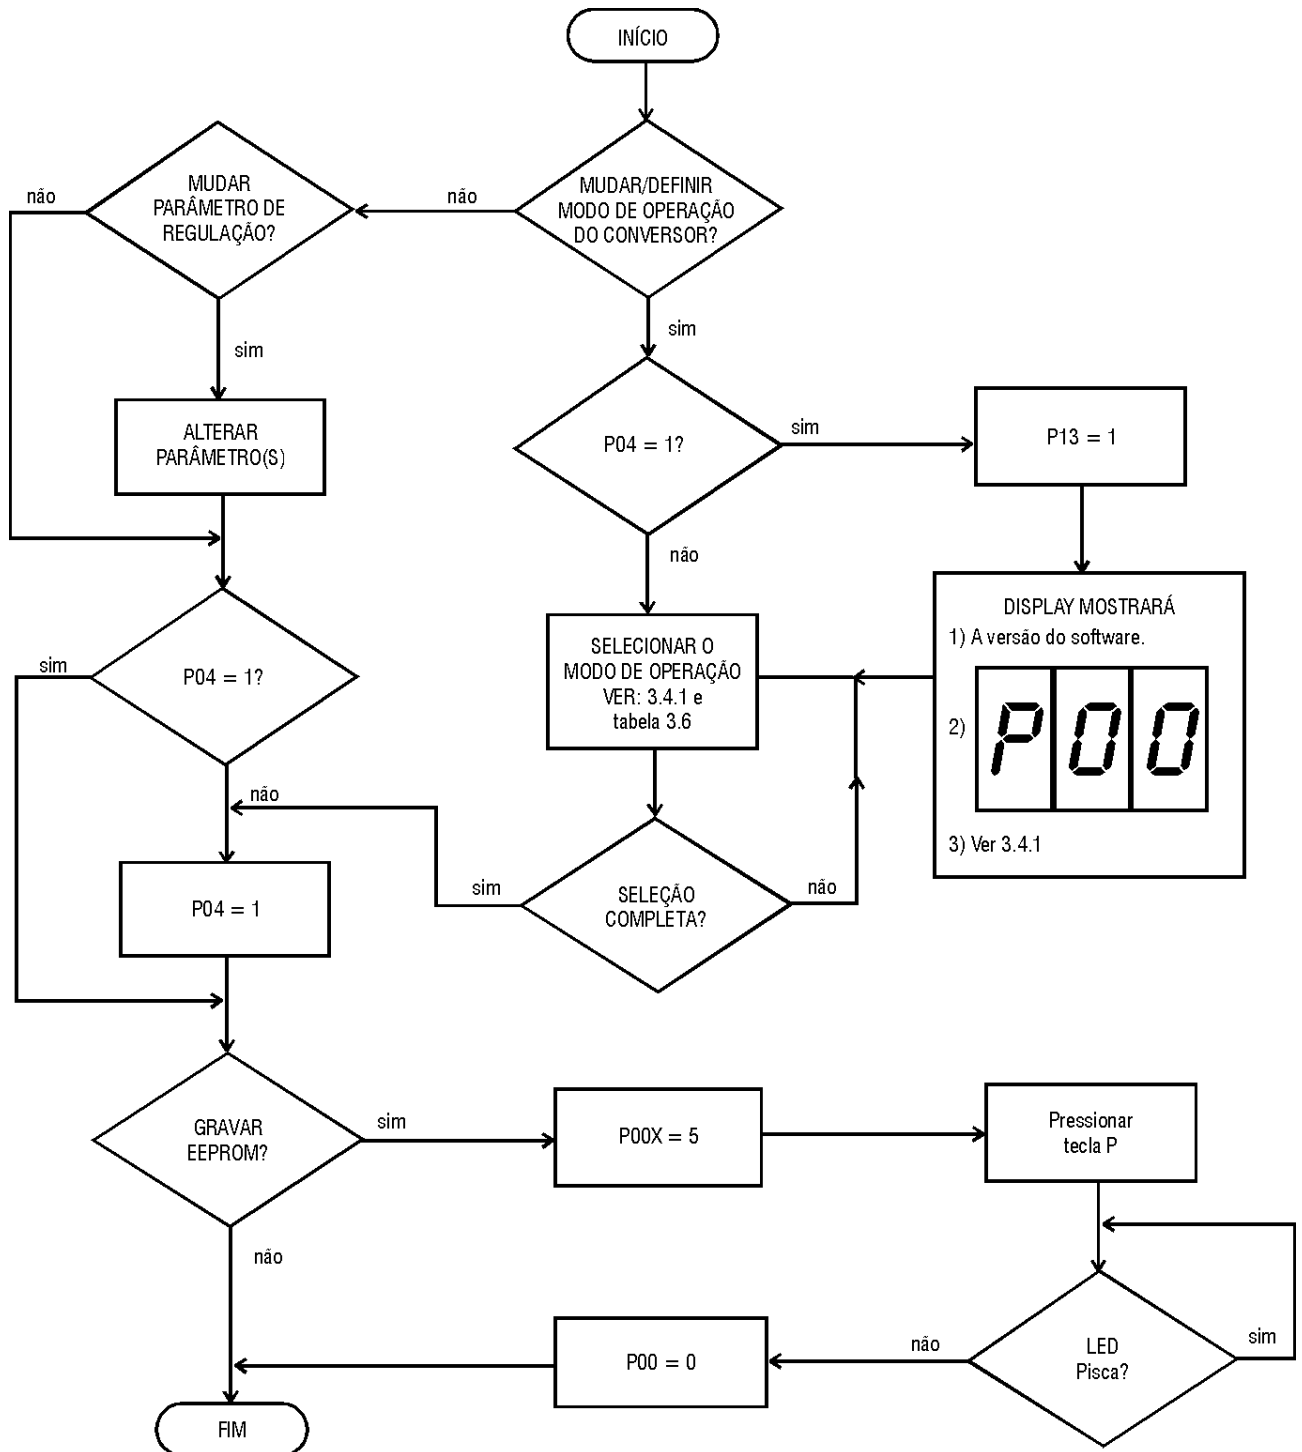 INÍCIO
MUDAR/DEFINIR
MODO DE OPERAÇÃO
DO CONVERSOR?
não
sim
MUDAR
PARÂMETRO DE
REGULAÇÃO?
não
sim
ALTERAR
PARÂMETRO(S)
P04 = 1?
sim
não
P13 = 1
DISPLAY MOSTRARÁ
1) A versão do software.
2) P00
3) Ver 3.4.1
SELECIONAR O
MODO DE OPERAÇÃO
VER: 3.4.1 e
tabela 3.6
SELEÇÃO
COMPLETA?
sim
não
P04 = 1?
sim
não
P04 = 1
GRAVAR
EEPROM?
sim
não
P00X = 5
Pressionar
tecla P
LED
Pisca?
sim
não
P00 = 0
FIM